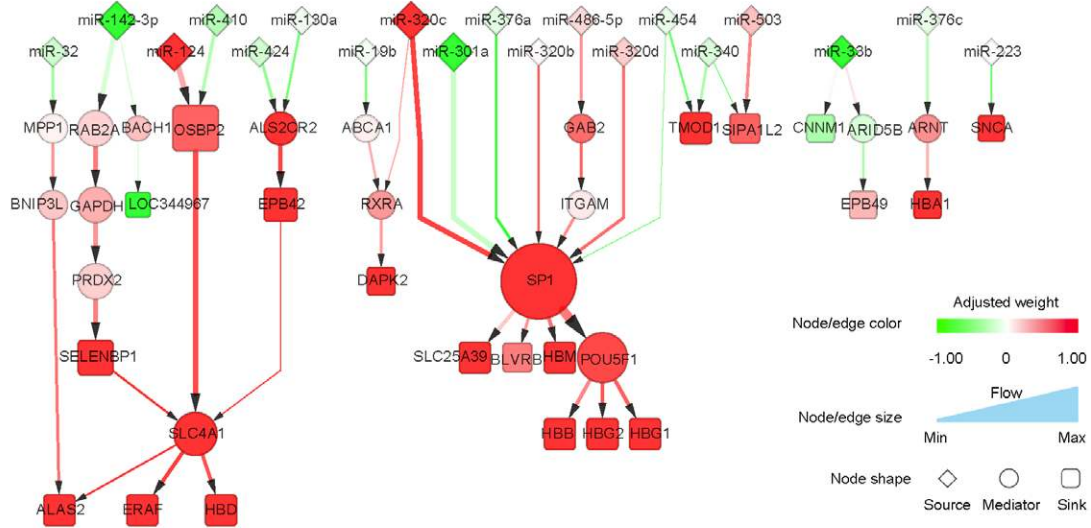 miR-142-3p miR-410 miR-130a miR-320c miR-376a miR-486-5p miR-454 miR-503 miR-376c
miR-32 miR-124 miR-424 miR-19b miR-301a miR-320b miR-320d miR-340 miR-33b miR-223
MPP1 RAB2A BACH1 OSBP2 ALS2CR2 ABCA1 GAB2 TMOD1 SIPA1L2 CNNM1 ARID5B ARNT SNCA
BNIP3L GAPDH LOC344967 EPB42 RXRA ITGAM EPB49 HBA1
PRDX2 DAPK2 SP1
Adjusted weight
Node/edge color
-1.00 0 1.00
SELENBP1 SLC25A39 BLVRB HBM POU5F1
Flow
Node/edge size
Min Max
SLC4A1 HBB HBG2 HBG1
Node shape
Source Mediator Sink
ALAS2 ERAF HBD